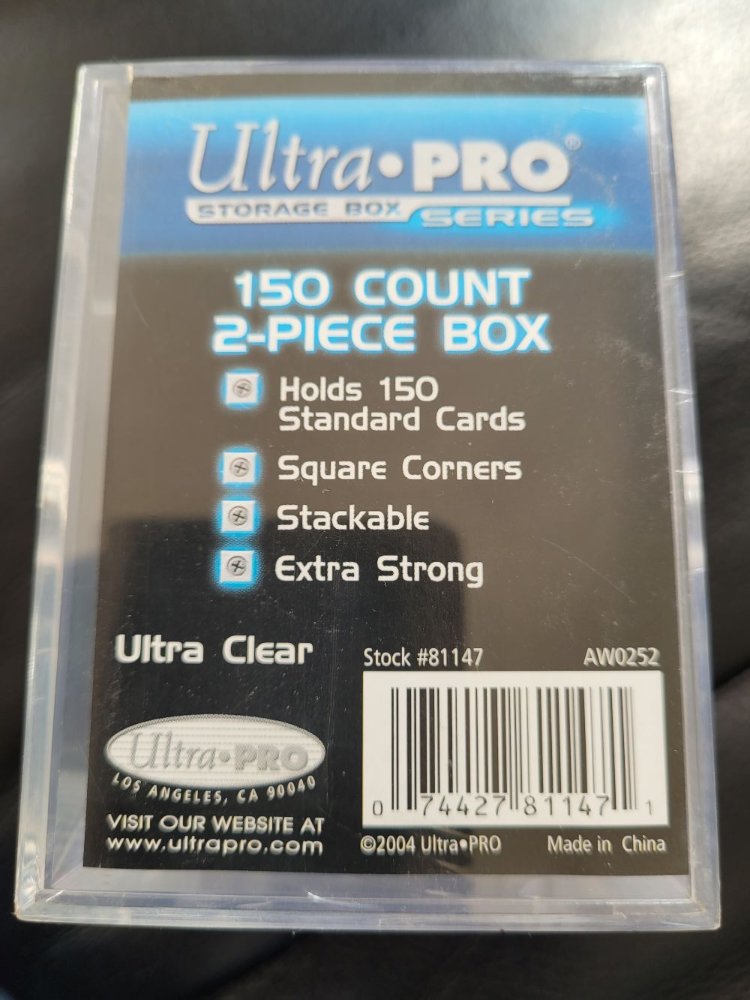 Ultra•PRO®
STORAGE BOX SERIES
150 COUNT
2-PIECE BOX
Holds 150
Standard Cards
Square Corners
Stackable
Extra Strong
Ultra Clear
Stock #81147 AW0252
0 74427 81147 1
Ultra•PRO
LOS ANGELES, CA 90040
VISIT OUR WEBSITE AT
www.ultrapro.com
©2004 Ultra•PRO Made in China